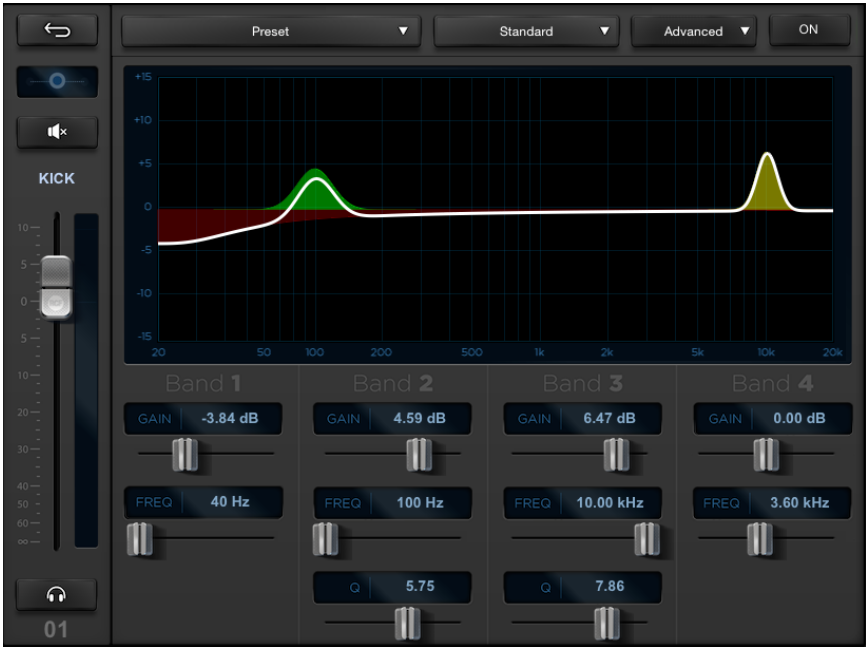 Preset
Standard
Advanced
ON
KICK
10
5
0
5
10
20
30
40
50
60
∞
01
+15
+10
+5
0
-5
-10
-15
20 50 100 200 500 1k 2k 5k 10k 20k
Band 1 Band 2 Band 3 Band 4
GAIN -3.84 dB GAIN 4.59 dB GAIN 6.47 dB GAIN 0.00 dB
FREQ 40 Hz FREQ 100 Hz FREQ 10.00 kHz FREQ 3.60 kHz
Q 5.75 Q 7.86